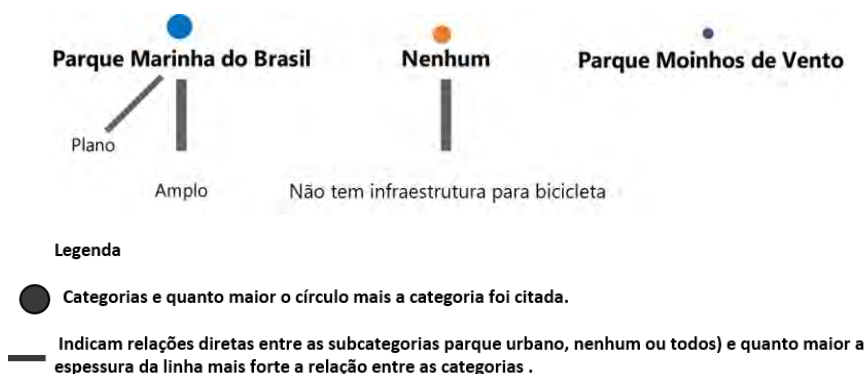 Parque Marinha do Brasil
Nenhum
Parque Moinhos de Vento
Plano
Amplo
Não tem infraestrutura para bicicleta
Legenda
Categorias e quanto maior o círculo mais a categoria foi citada.
Indicam relações diretas entre as subcategorias parque urbano, nenhum ou todos) e quanto maior a
espessura da linha mais forte a relação entre as categorias .